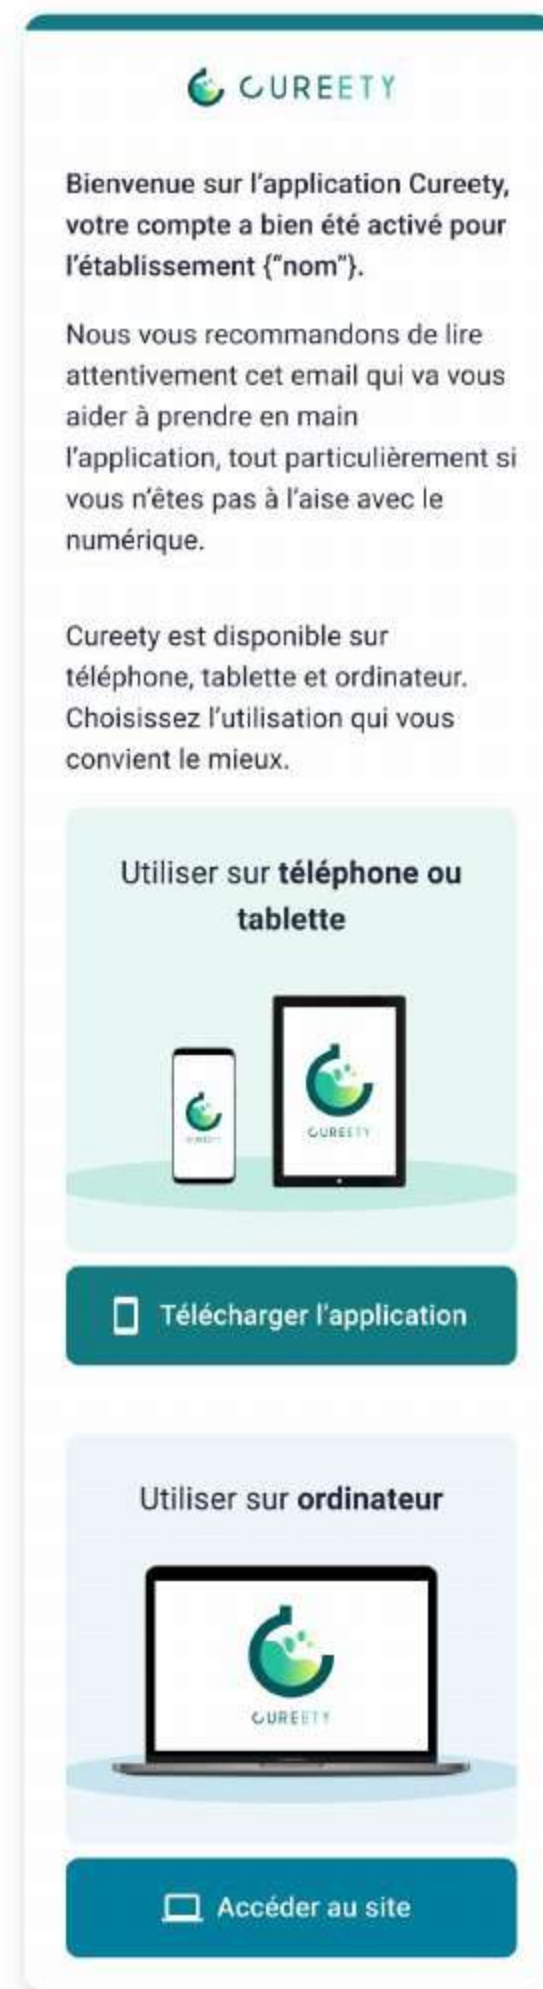 CUREETY
Bienvenue sur l’application Cureety,
votre compte a bien été activé pour
l’établissement {“nom”}.
Nous vous recommandons de lire
attentivement cet email qui va vous
aider à prendre en main
l’application, tout particulièrement si
vous n’êtes pas à l’aise avec le
numérique.
Cureety est disponible sur
téléphone, tablette et ordinateur.
Choisissez l’utilisation qui vous
convient le mieux.
Utiliser sur téléphone ou
tablette
CUREETY
CUREETY
Télécharger l’application
Utiliser sur ordinateur
CUREETY
Accéder au site